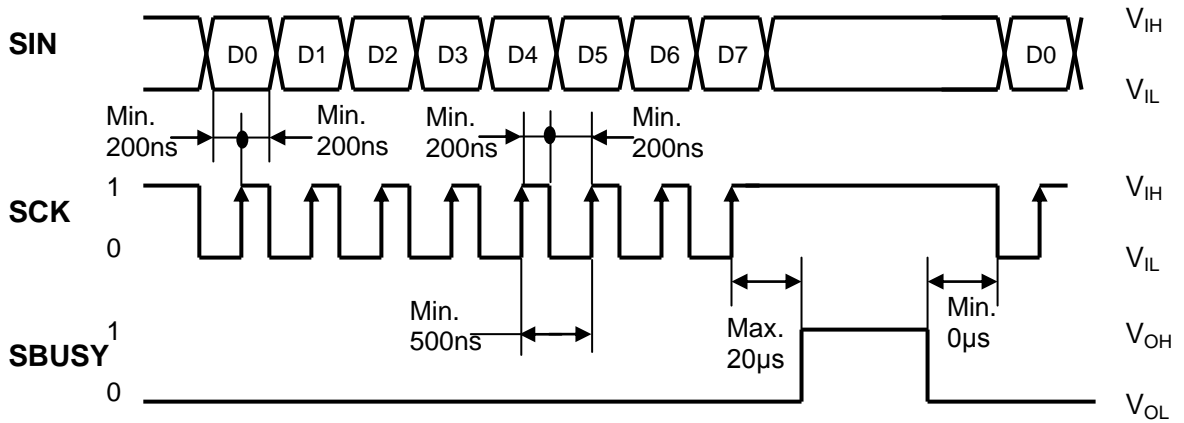 SIN
D0 D1 D2 D3 D4 D5 D6 D7 D0
V_IH
V_IL
Min.
200ns
Min.
200ns
Min.
200ns
Min.
200ns
SCK
1
0
V_IH
V_IL
Min.
500ns
Max.
20µs
Min.
0µs
SBUSY
1
0
V_OH
V_OL